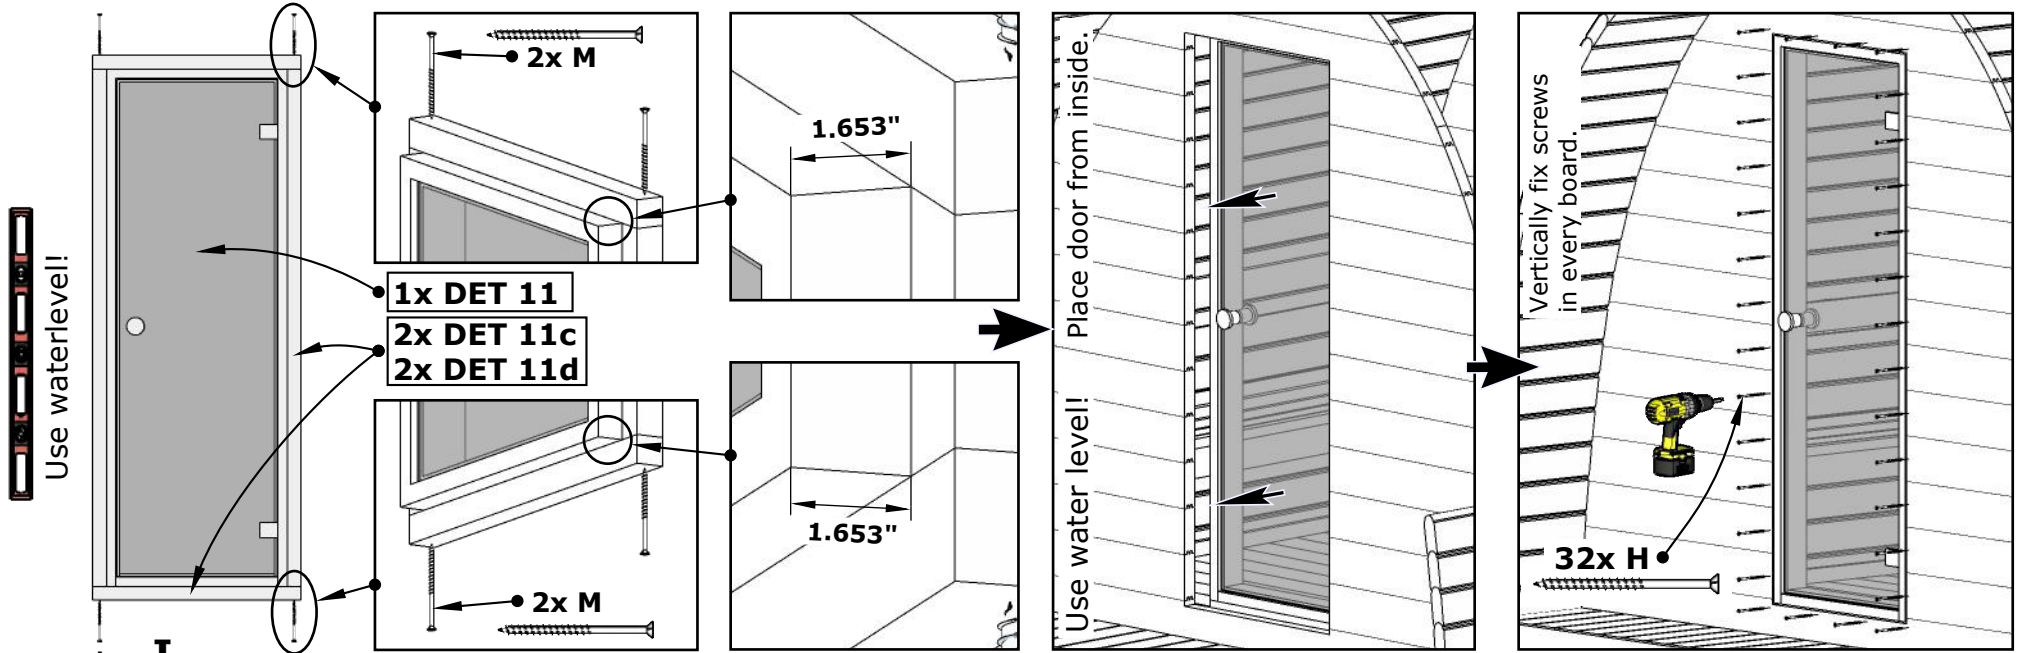 Use waterlevel!
2x M
1x DET 11
2x DET 11c
2x DET 11d
2x M
1.653"
1.653"
Place door from inside.
Use water level!
Vertically fix screws
in every board.
32x H